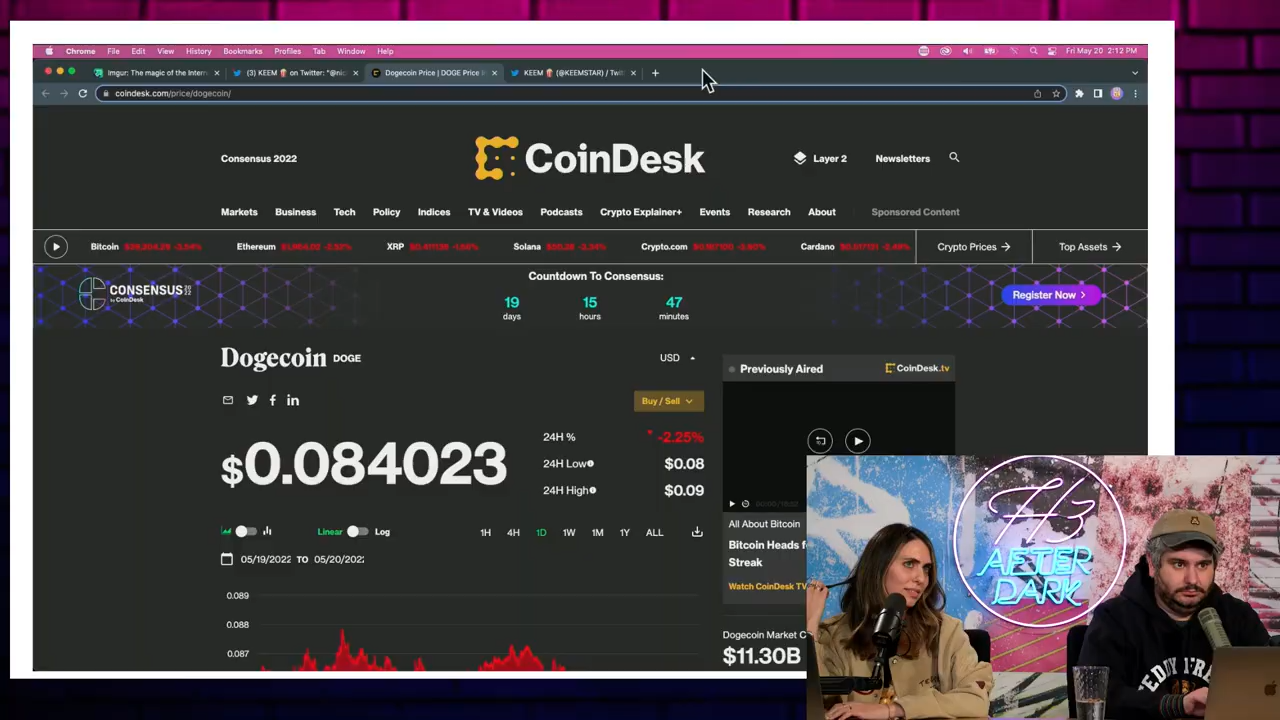 Chrome File Edit View History Bookmarks Profiles Tab Window Help Fri May 20 2:12 PM
Imgur: The magic of the Intern
(3) KEEM 🍿 on Twitter: "@nic
Dogecoin Price | DOGE Price I
KEEM 🍿 (@KEEMSTAR) / Twit
coindesk.com/price/dogecoin/
Consensus 2022
CoinDesk
Layer 2 Newsletters
Markets Business Tech Policy Indices TV & Videos Podcasts Crypto Explainer+ Events Research About Sponsored Content
Bitcoin Ethereum XRP Solana Crypto.com Cardano
Crypto Prices → Top Assets →
CONSENSUS 2022
by CoinDesk
Countdown To Consensus:
19 15 47
days hours minutes
Register Now
Dogecoin DOGE
USD
Buy / Sell
$0.084023
24H % -2.25%
24H Low $0.08
24H High $0.09
Linear Log
1H 4H 1D 1W 1M 1Y ALL
05/19/2022 TO 05/20/202
0.089
0.088
0.087
Previously Aired CoinDesk.tv
All About Bitcoin
Bitcoin Heads f
Streak
Watch CoinDesk TV
Dogecoin Market C
$11.30B
H3
AFTER
DARK
TEDDY FRE